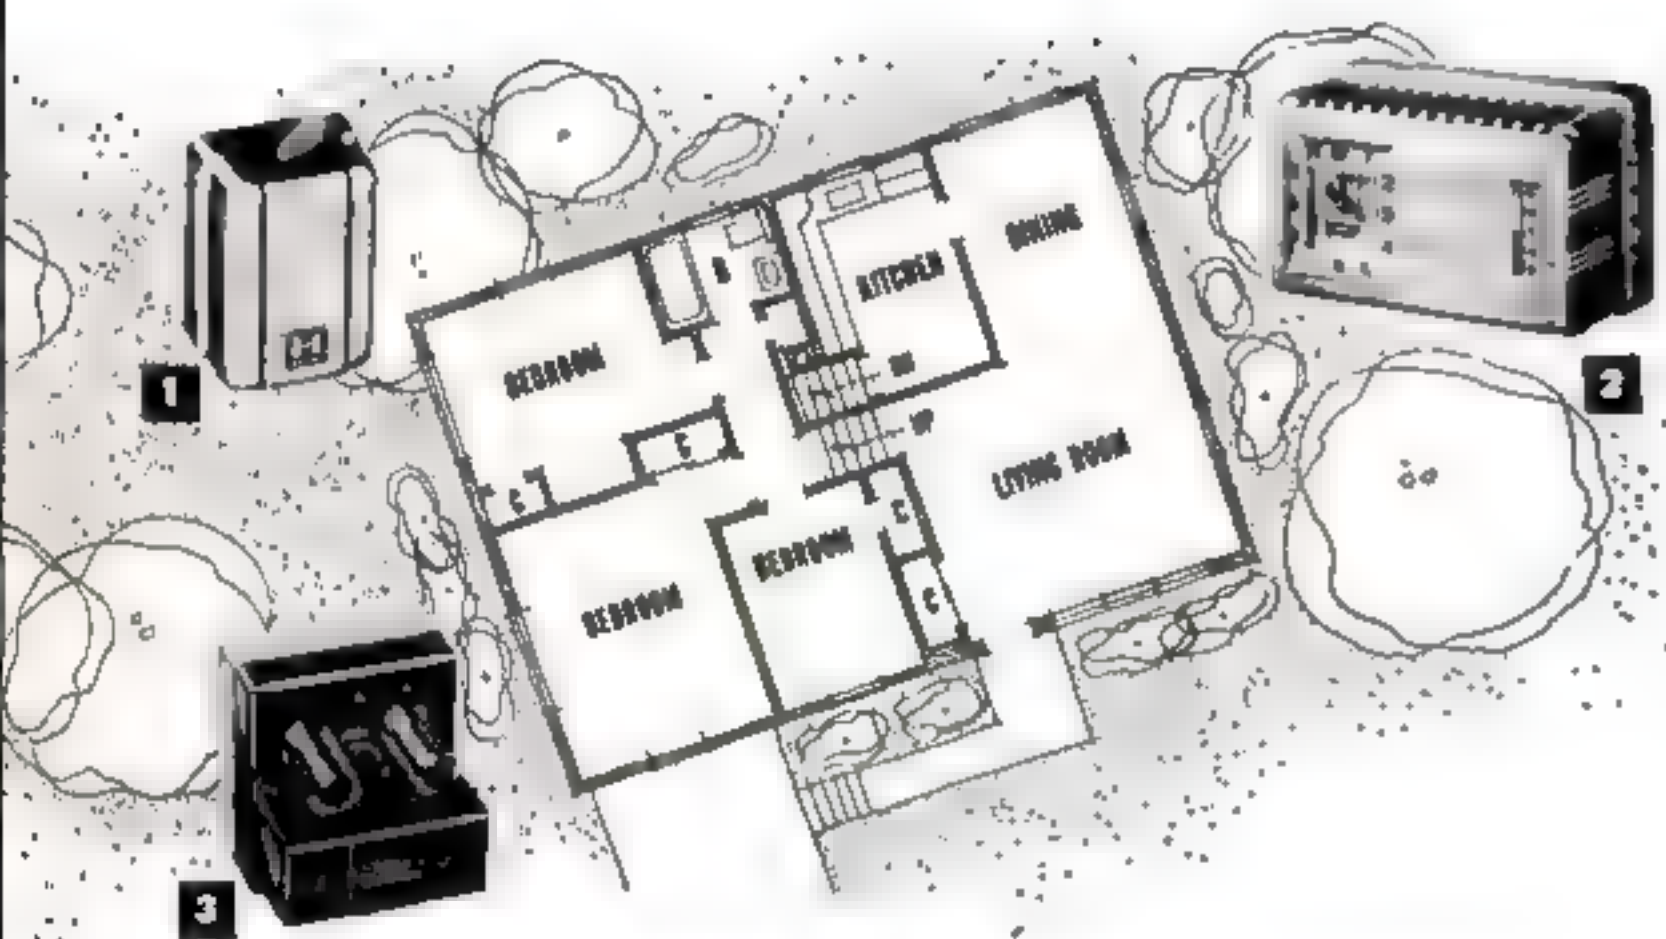 DINING
B
KITCHEN
BEDROOM
DN
UP
C
LIVING ROOM
C
C
BEDROOM
BEDROOM
C
1
2
3